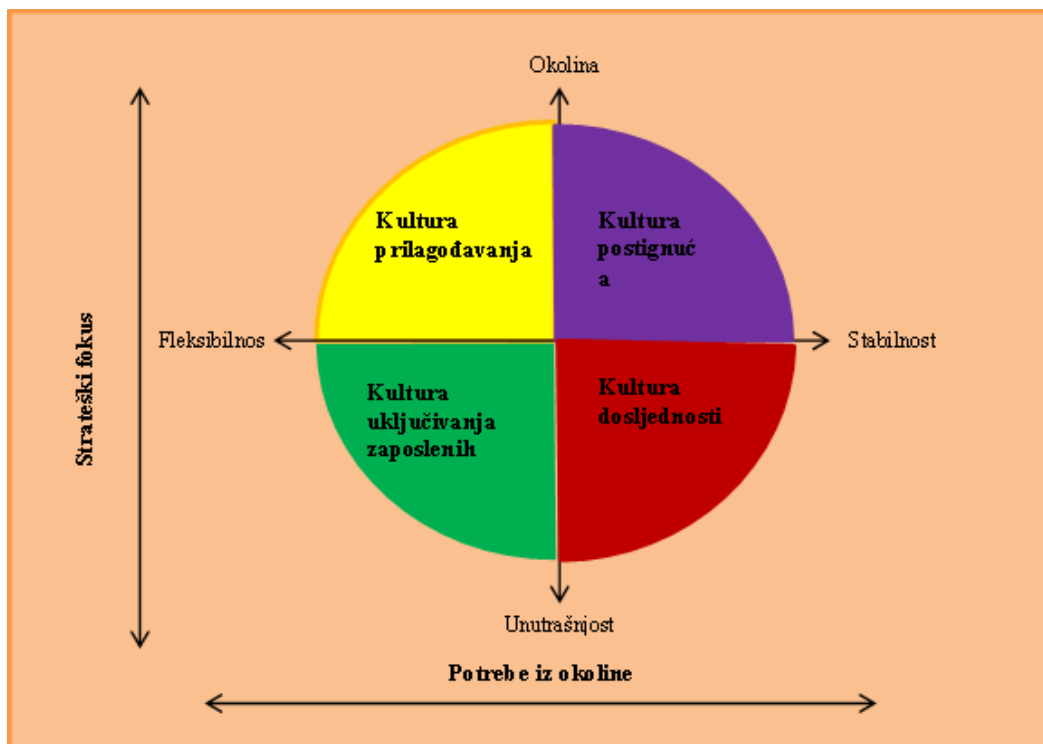 Okolina
Kultura
prilagođavanja
Kultura
postignuć
a
Fleksibilnos
Stabilnost
Strateški fokus
Kultura
uključivanja
zaposlenih
Kultura
dosljednosti
Unutrašnjost
Potrebe iz okoline